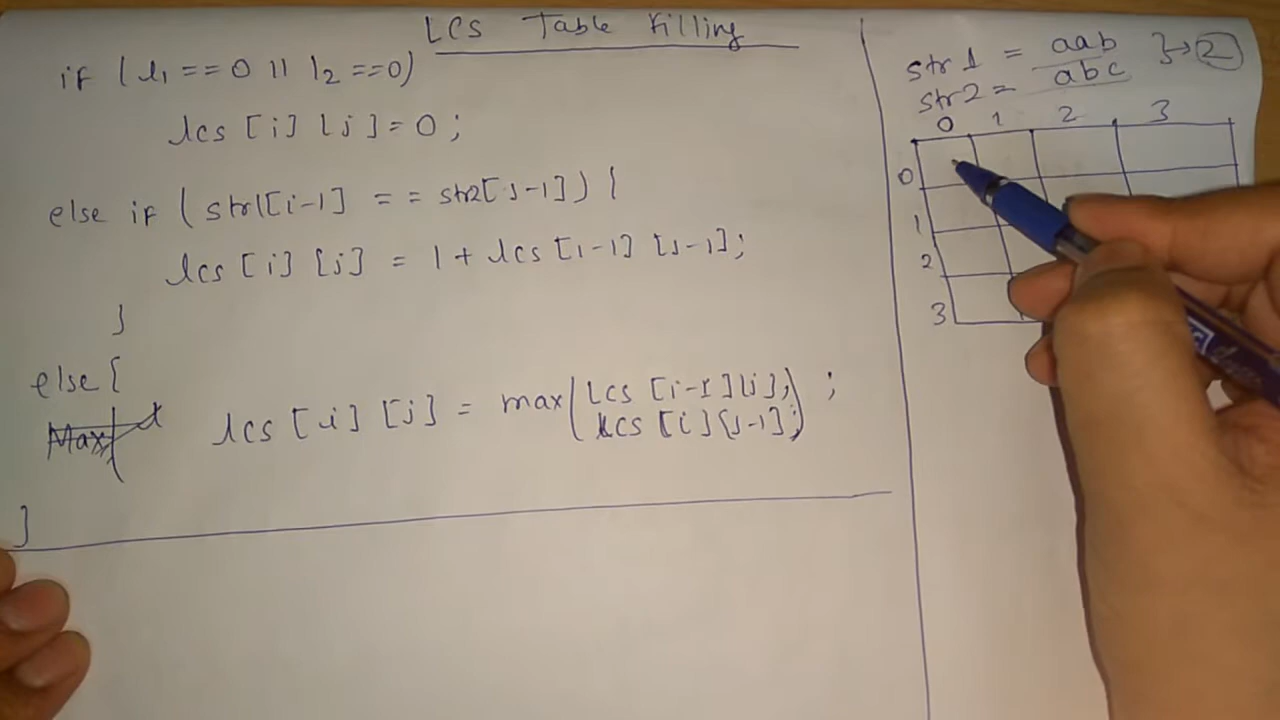 LCS Table Filling
if (l1 == 0 || l2 == 0)
lcs [i] [j] = 0 ;
else if ( str1[i-1] = = str2[j-1] ) {
lcs [i] [j] = 1 + lcs [i-1] [j-1];
}
else {
Max
lcs [i] [j] = max( lcs [i-1][j], ) ;
lcs [i][j-1];
}
str1 = aab } → 2
str2 = abc
0 1 2 3
0
1
2
3